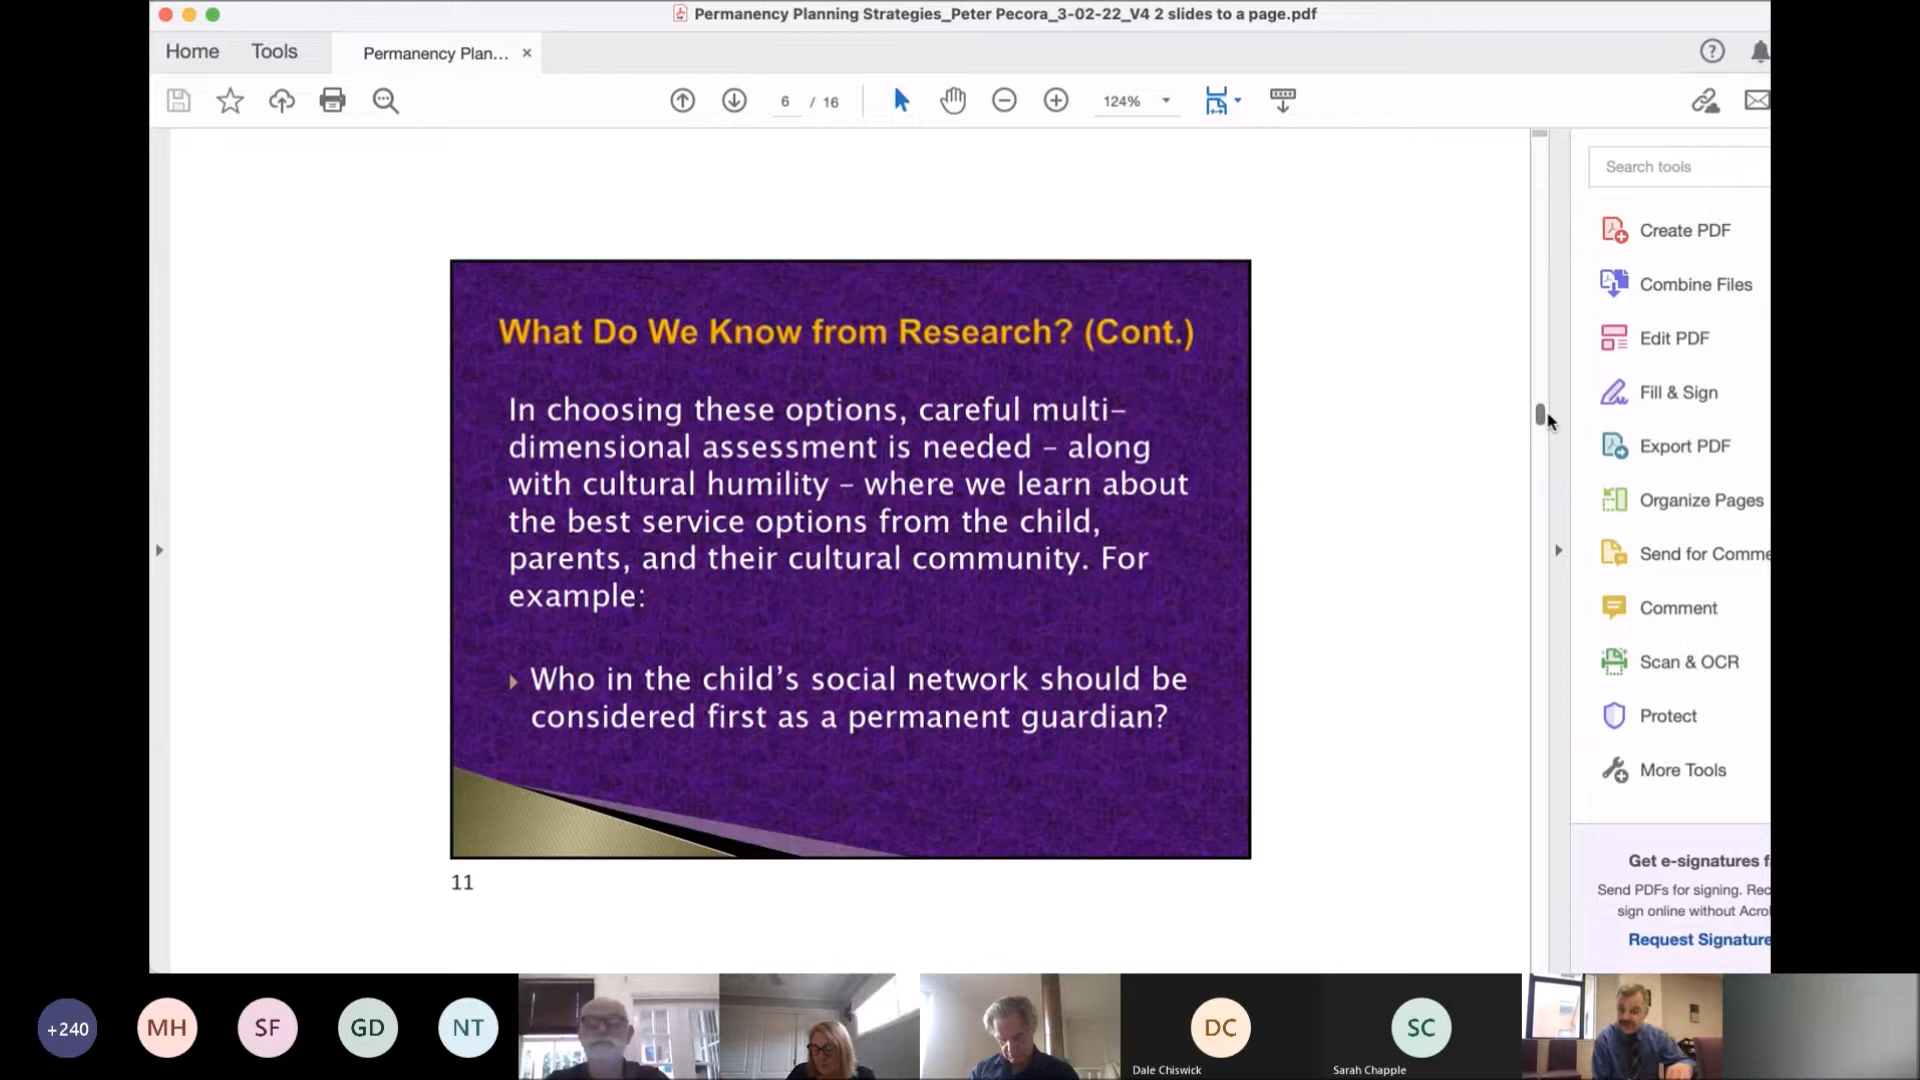 Permanency Planning Strategies_Peter Pecora_3-02-22_V4 2 slides to a page.pdf
Home
Tools
Permanency Plan... ×
6 / 16
124%
Search tools
Create PDF
Combine Files
Edit PDF
Fill & Sign
Export PDF
Organize Pages
Send for Comme
Comment
Scan & OCR
Protect
More Tools
Get e-signatures f
Send PDFs for signing. Rec
sign online without Acro
Request Signature
What Do We Know from Research? (Cont.)
In choosing these options, careful multi-
dimensional assessment is needed – along
with cultural humility – where we learn about
the best service options from the child,
parents, and their cultural community. For
example:
Who in the child's social network should be
considered first as a permanent guardian?
11
+240
MH
SF
GD
NT
DC
Dale Chiswick
SC
Sarah Chapple